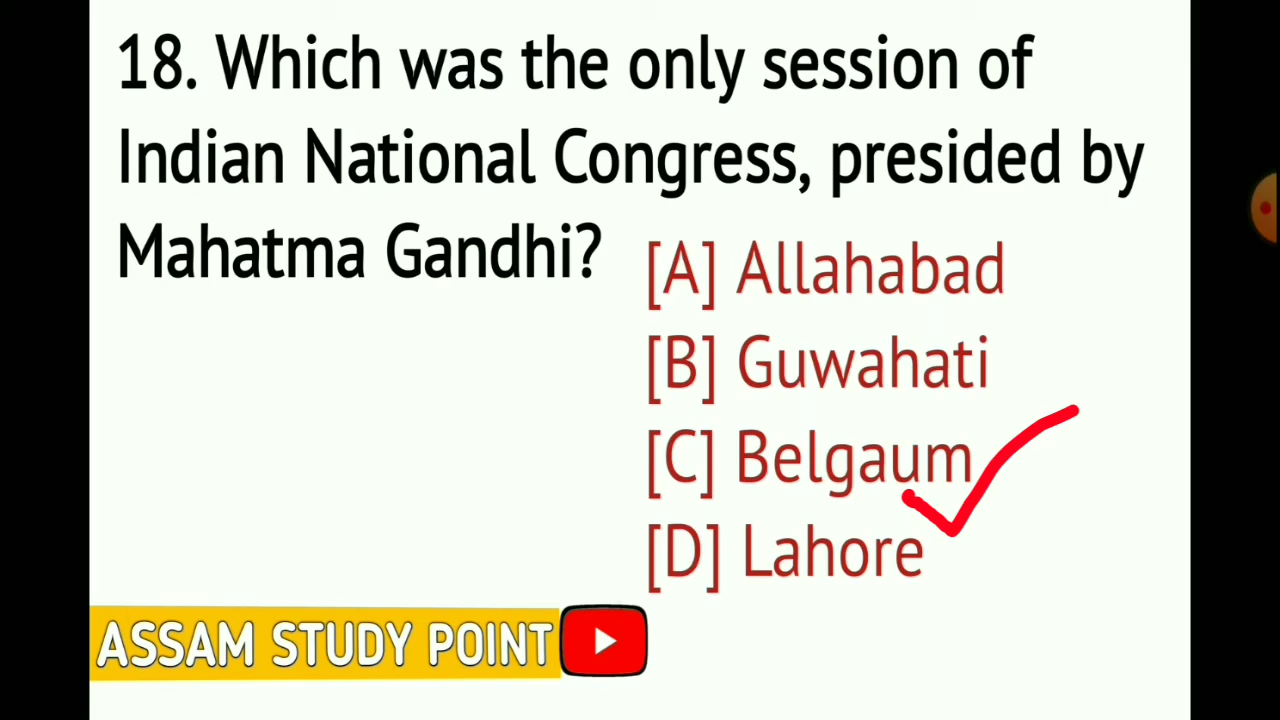 18. Which was the only session of
Indian National Congress, presided by
Mahatma Gandhi?
[A] Allahabad
[B] Guwahati
[C] Belgaum
[D] Lahore
ASSAM STUDY POINT